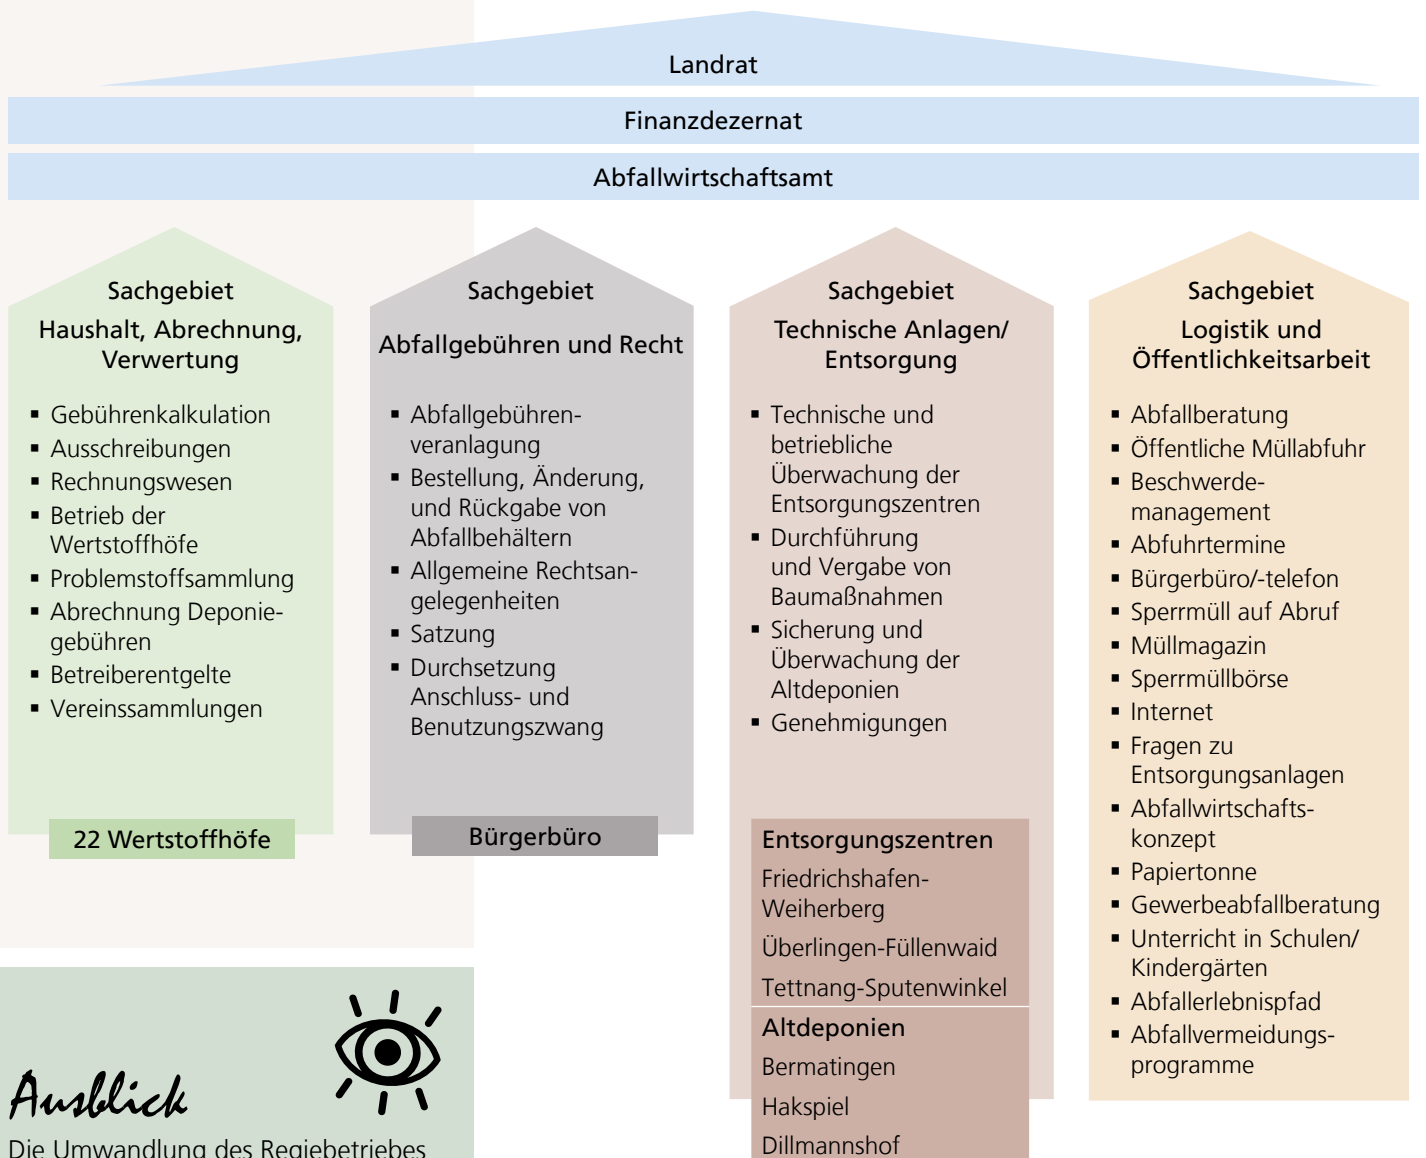 Landrat
Finanzdezernat
Abfallwirtschaftsamt
Sachgebiet
Haushalt, Abrechnung,
Verwertung
▪ Gebührenkalkulation
▪ Ausschreibungen
▪ Rechnungswesen
▪ Betrieb der
Wertstoffhöfe
▪ Problemstoffsammlung
▪ Abrechnung Deponie-
gebühren
▪ Betreiberentgelte
▪ Vereinssammlungen
22 Wertstoffhöfe
Sachgebiet
Abfallgebühren und Recht
▪ Abfallgebühren-
veranlagung
▪ Bestellung, Änderung,
und Rückgabe von
Abfallbehältern
▪ Allgemeine Rechtsan-
gelegenheiten
▪ Satzung
▪ Durchsetzung
Anschluss- und
Benutzungszwang
Bürgerbüro
Sachgebiet
Technische Anlagen/
Entsorgung
▪ Technische und
betriebliche
Überwachung der
Entsorgungszentren
▪ Durchführung
und Vergabe von
Baumaßnahmen
▪ Sicherung und
Überwachung der
Altdeponien
▪ Genehmigungen
Entsorgungszentren
Friedrichshafen-
Weiherberg
Überlingen-Füllenwaid
Tettnang-Sputenwinkel
Altdeponien
Bermatingen
Hakspiel
Dillmannshof
Sachgebiet
Logistik und
Öffentlichkeitsarbeit
▪ Abfallberatung
▪ Öffentliche Müllabfuhr
▪ Beschwerde-
management
▪ Abfuhrtermine
▪ Bürgerbüro/-telefon
▪ Sperrmüll auf Abruf
▪ Müllmagazin
▪ Sperrmüllbörse
▪ Internet
▪ Fragen zu
Entsorgungsanlagen
▪ Abfallwirtschafts-
konzept
▪ Papiertonne
▪ Gewerbeabfallberatung
▪ Unterricht in Schulen/
Kindergärten
▪ Abfallerlebnispfad
▪ Abfallvermeidungs-
programme
Ausblick
Die Umwandlung des Regiebetriebes